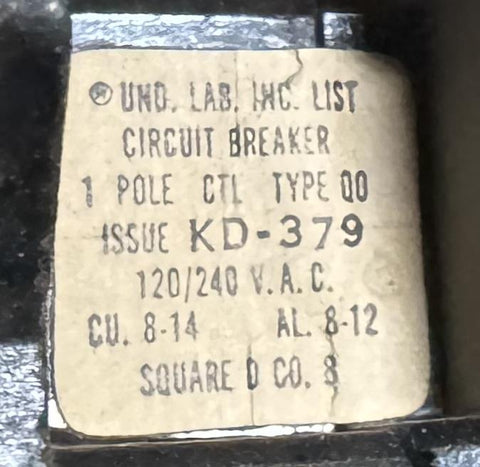 UND. LAB. INC. LIST
CIRCUIT BREAKER
1 POLE CTL TYPE QO
ISSUE KD-379
120/240 V.A.C.
CU. 8-14 AL. 8-12
SQUARE D CO. 8